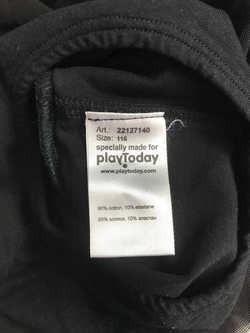 Art.: 22127140
Size: 116
specially made for
playToday
www.playtoday.com
90% cotton, 10% elastane
90% хлопок, 10% эластан